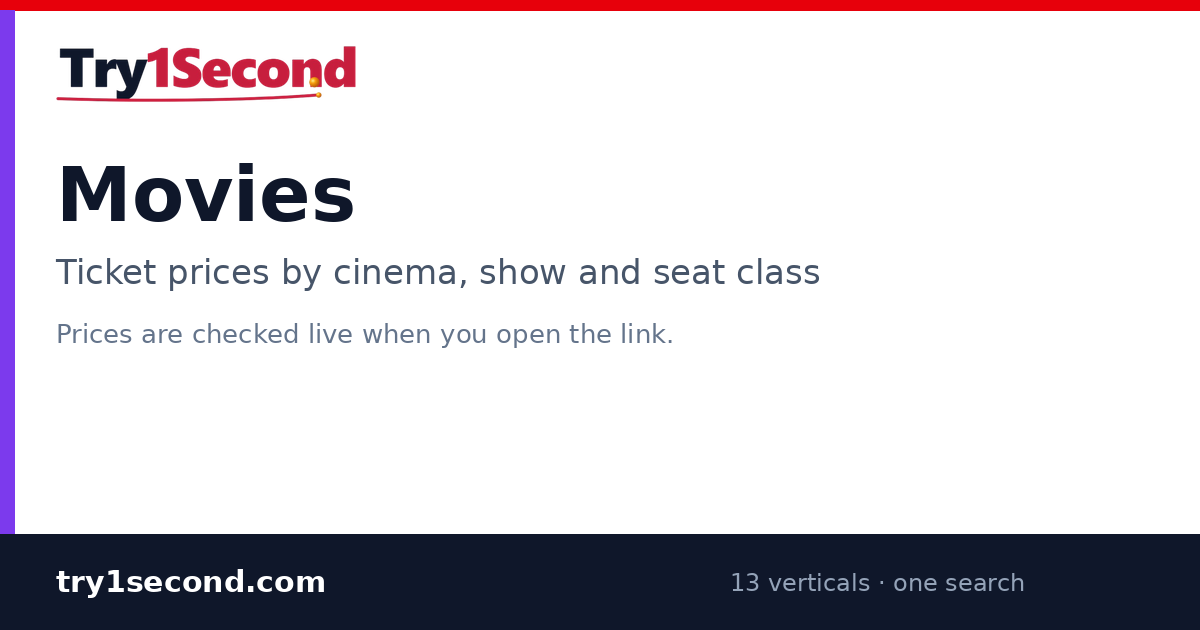 Try1Second
Movies
Ticket prices by cinema, show and seat class
Prices are checked live when you open the link.
try1second.com
13 verticals · one search